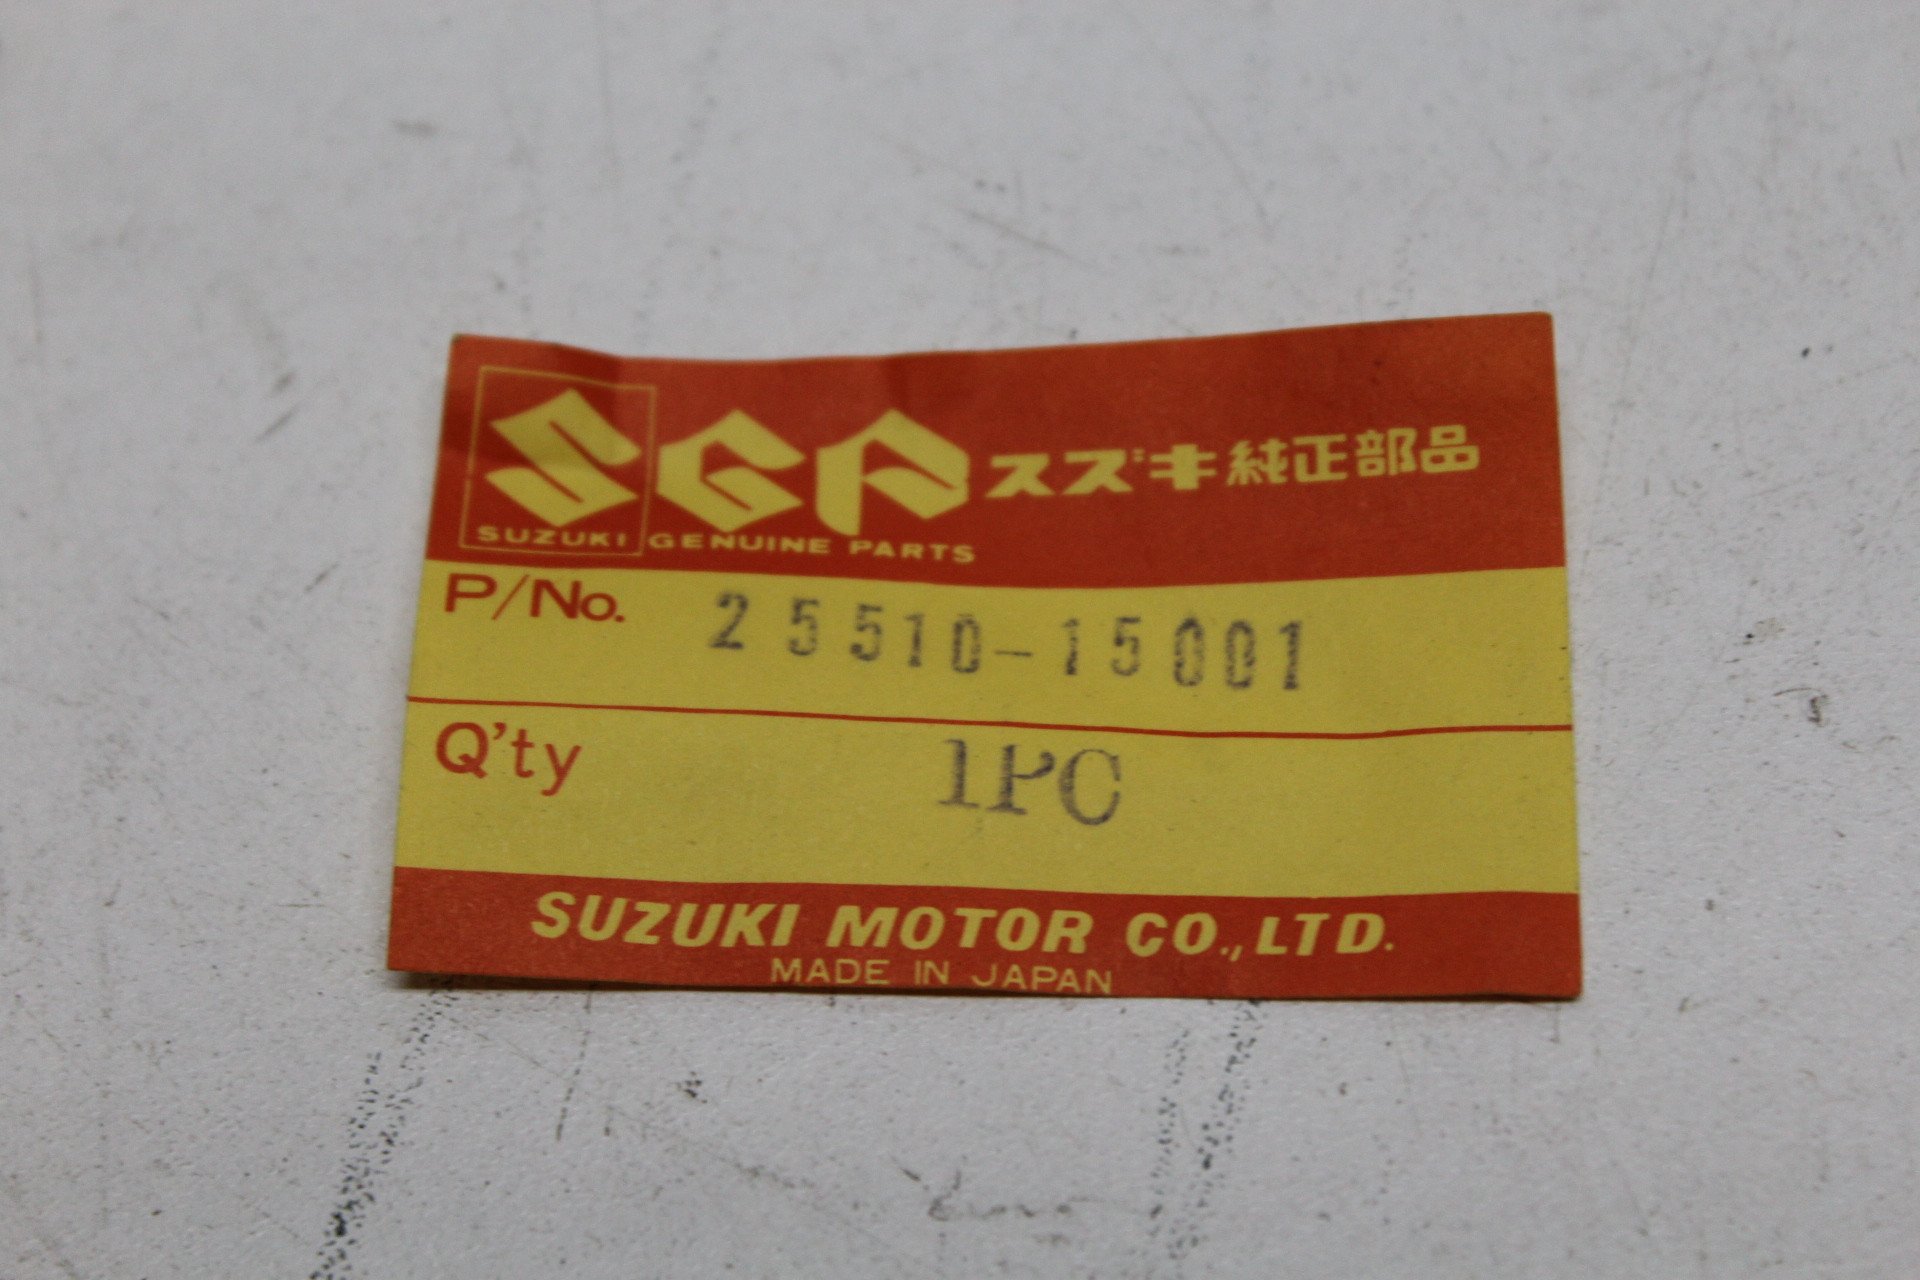 SGP スズキ純正部品
SUZUKI GENUINE PARTS
P/No. 25510-15001
Q'ty 1PC
SUZUKI MOTOR CO., LTD.
MADE IN JAPAN